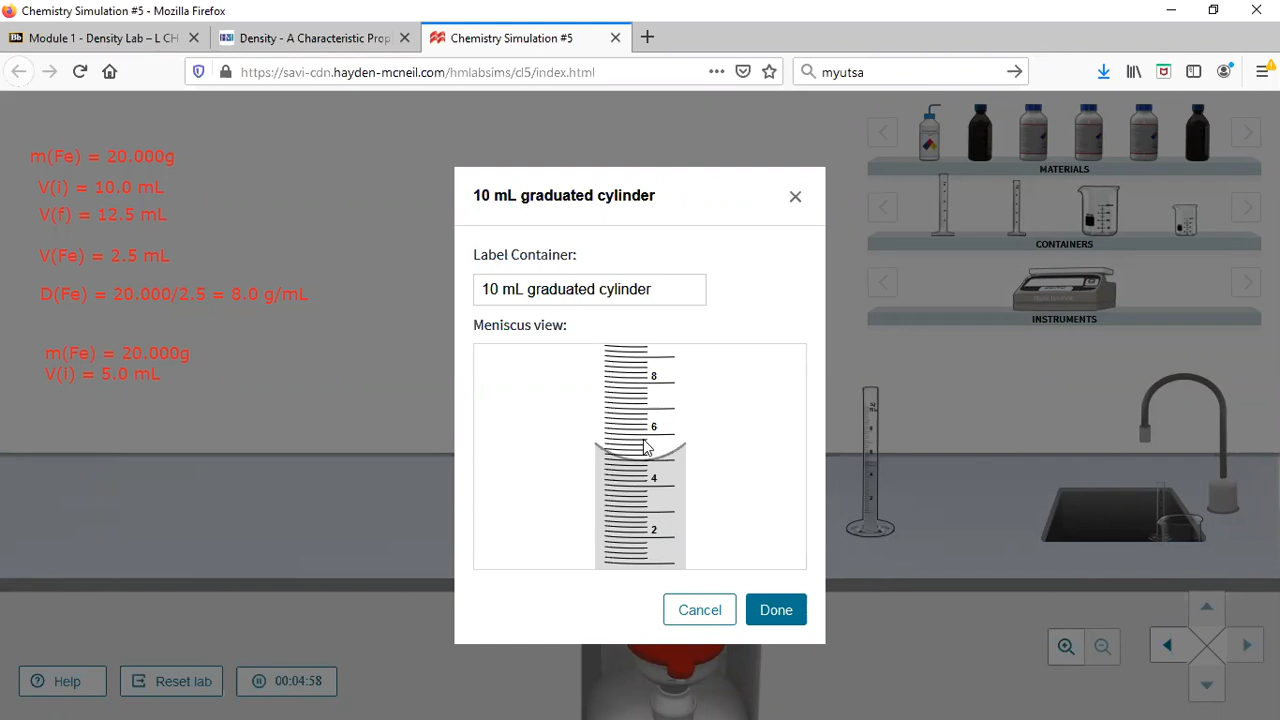 Chemistry Simulation #5 - Mozilla Firefox
Bb Module 1 - Density Lab – L CH
HM Density - A Characteristic Prop
Chemistry Simulation #5
https://savi-cdn.hayden-mcneil.com/hmlabsims/cl5/index.html
myutsa
m(Fe) = 20.000g
V(i) = 10.0 mL
V(f) = 12.5 mL
V(Fe) = 2.5 mL
D(Fe) = 20.000/2.5 = 8.0 g/mL
m(Fe) = 20.000g
V(i) = 5.0 mL
10 mL graduated cylinder
Label Container:
10 mL graduated cylinder
Meniscus view:
8
6
4
2
Cancel
Done
MATERIALS
CONTAINERS
INSTRUMENTS
Help
Reset lab
00:04:58